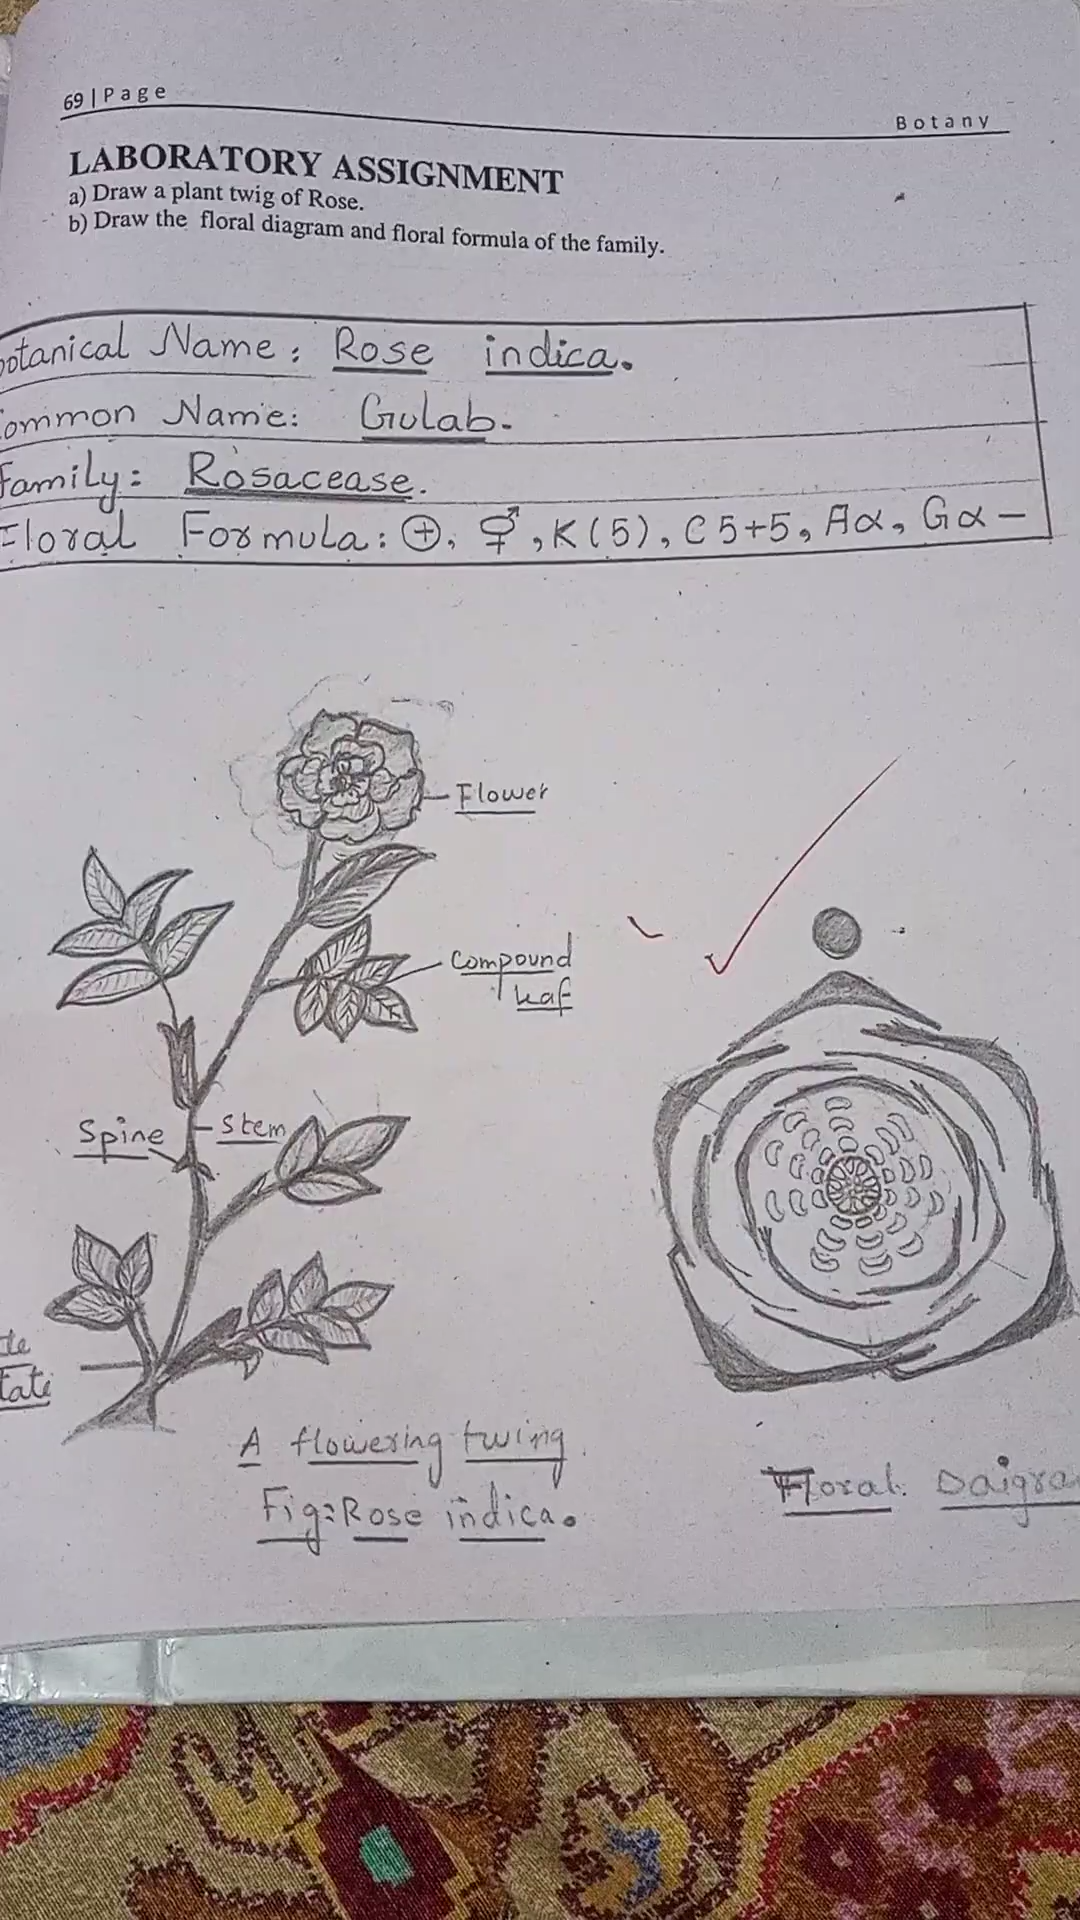 69 | Page
Botany
LABORATORY ASSIGNMENT
a) Draw a plant twig of Rose.
b) Draw the floral diagram and floral formula of the family.
otanical Name: Rose indica.
ommon Name: Gulab.
Family: Rosacease.
Floral Formula: ⊕, ⚥, K(5), C5+5, Aα, Gα-
Flower
Compound
leaf
Spine
Stem
A flowering twing
Fig: Rose indica.
Floral Daigra